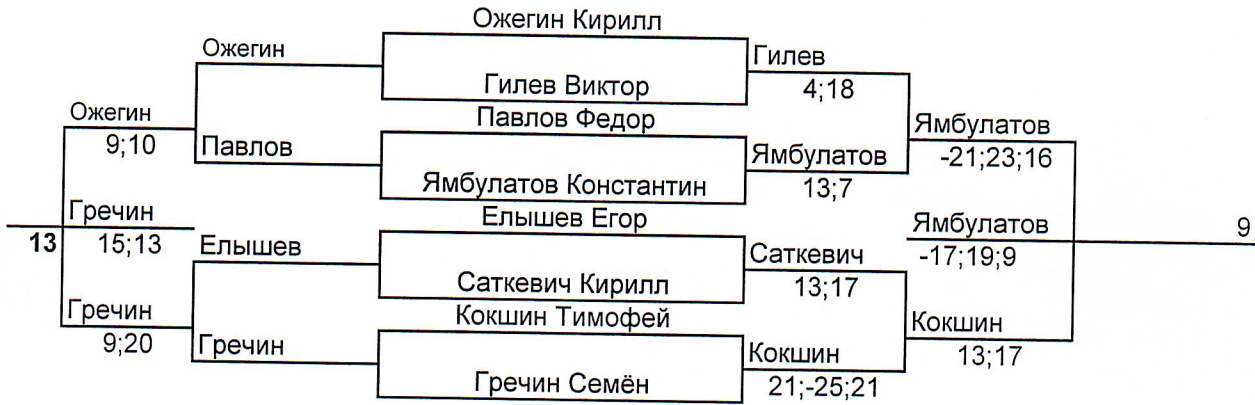 Ожегин Кирилл
Ожегин
Гилев
Гилев Виктор
4;18
Ожегин
Павлов Федор
Ямбулатов
9;10
Павлов
Ямбулатов
-21;23;16
Ямбулатов Константин
13;7
Гречин
Елышев Егор
Ямбулатов
9
13
15;13
Елышев
Саткевич
-17;19;9
Саткевич Кирилл
13;17
Гречин
Кокшин Тимофей
Кокшин
9;20
Гречин
Кокшин
13;17
Гречин Семён
21;-25;21